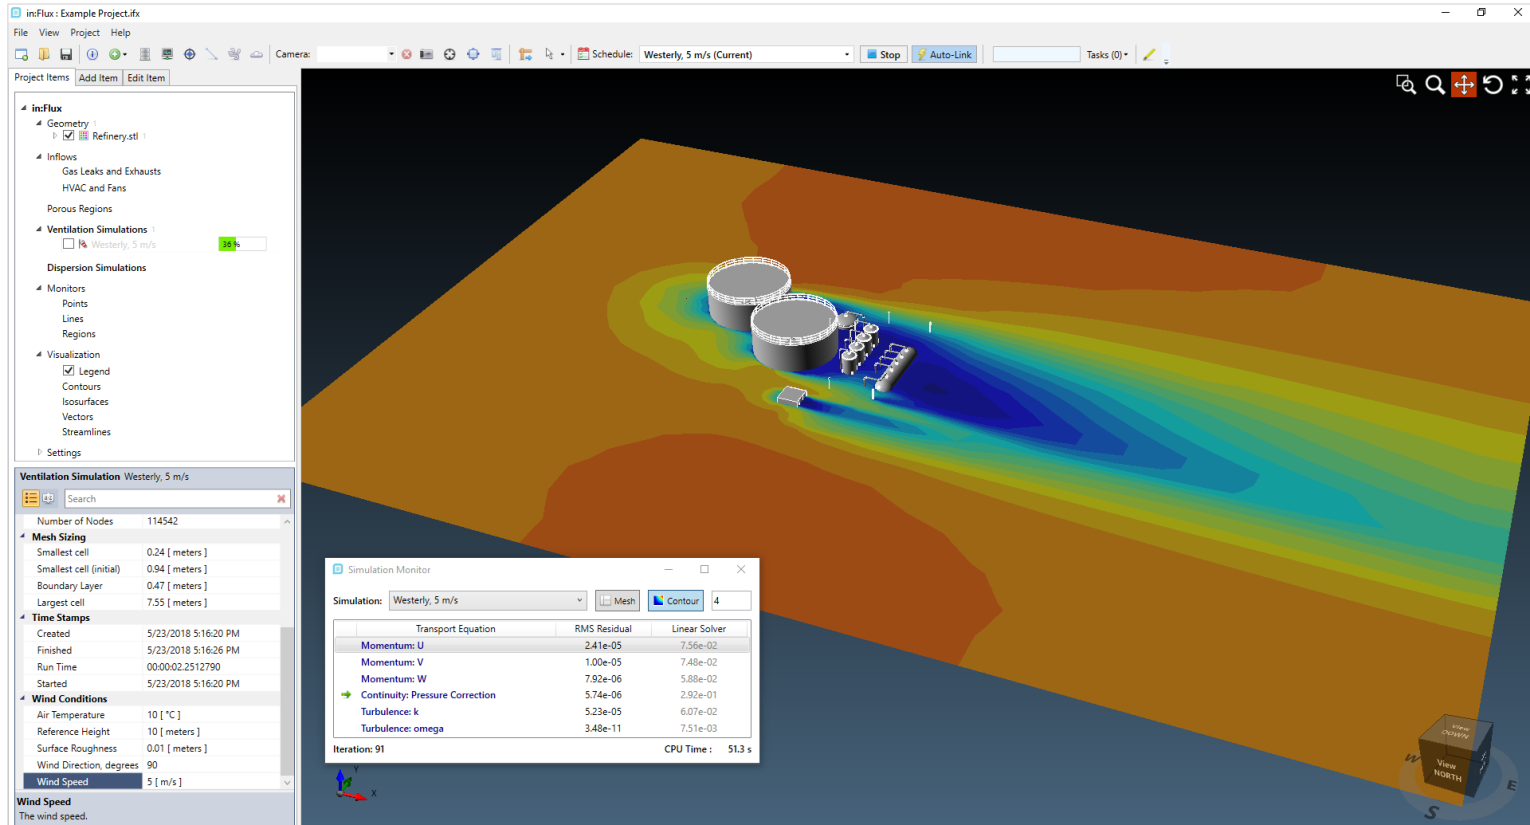 in:Flux : Example Project.ifx
File View Project Help
Camera:
Schedule: Westerly, 5 m/s (Current)
Stop
Auto-Link
Tasks (0)
Project Items Add Item Edit Item
in:Flux
Geometry 1
Refinery.stl 1
Inflows
Gas Leaks and Exhausts
HVAC and Fans
Porous Regions
Ventilation Simulations 1
Westerly, 5 m/s 36 %
Dispersion Simulations
Monitors
Points
Lines
Regions
Visualization
Legend
Contours
Isosurfaces
Vectors
Streamlines
Settings
Ventilation Simulation Westerly, 5 m/s
Search
Number of Nodes 114542
Mesh Sizing
Smallest cell 0.24 [ meters ]
Smallest cell (initial) 0.94 [ meters ]
Boundary Layer 0.47 [ meters ]
Largest cell 7.55 [ meters ]
Time Stamps
Created 5/23/2018 5:16:20 PM
Finished 5/23/2018 5:16:26 PM
Run Time 00:00:02.2512790
Started 5/23/2018 5:16:20 PM
Wind Conditions
Air Temperature 10 [ °C ]
Reference Height 10 [ meters ]
Surface Roughness 0.01 [ meters ]
Wind Direction, degrees 90
Wind Speed 5 [ m/s ]
Wind Speed
The wind speed.
Simulation Monitor
Simulation: Westerly, 5 m/s Mesh Contour 4
Transport Equation RMS Residual Linear Solver
Momentum: U 2.41e-05 7.56e-02
Momentum: V 1.00e-05 7.48e-02
Momentum: W 7.92e-06 5.88e-02
Continuity: Pressure Correction 5.74e-06 2.92e-01
Turbulence: k 5.23e-05 6.07e-02
Turbulence: omega 3.48e-11 7.51e-03
Iteration: 91 CPU Time : 51.3 s
Y
X
View
DOWN
View
NORTH
W
E
S